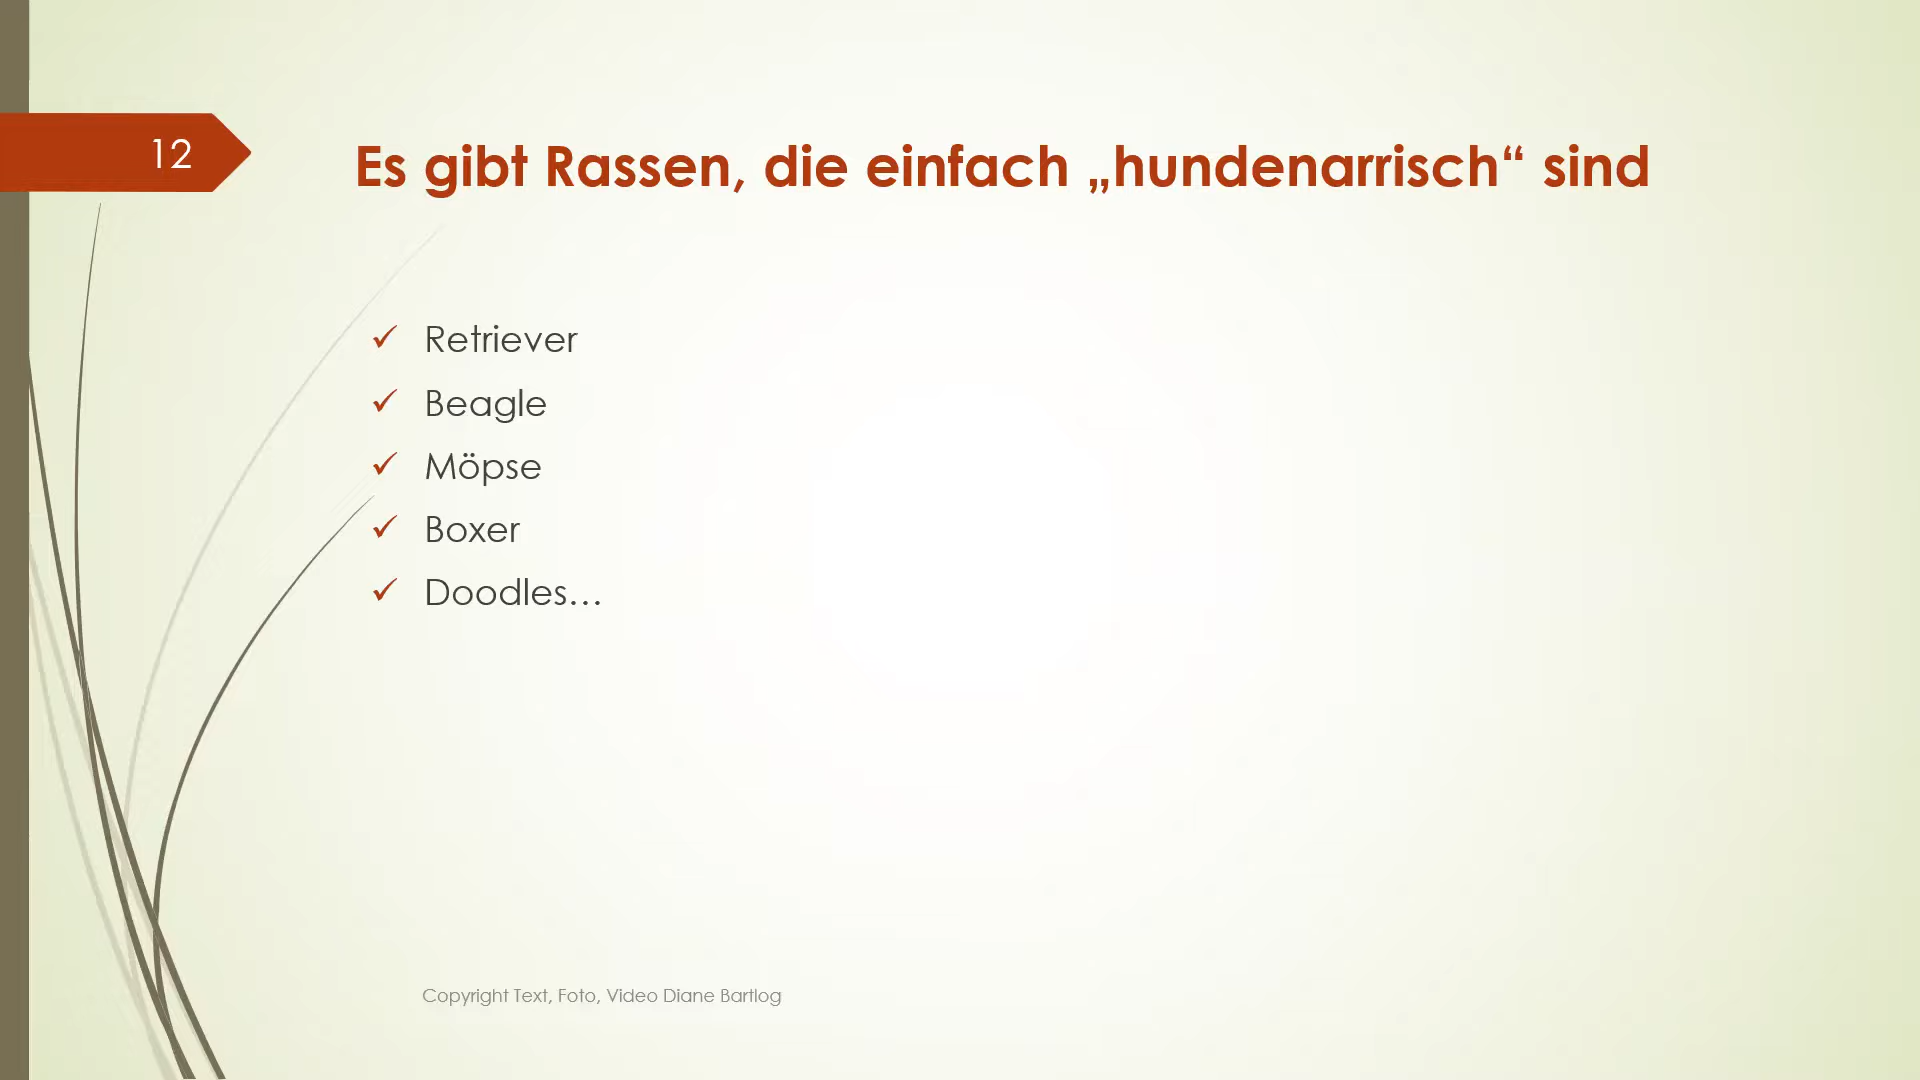 12
Es gibt Rassen, die einfach „hundenarrisch“ sind
Retriever
Beagle
Möpse
Boxer
Doodles…
Copyright Text, Foto, Video Diane Bartlog